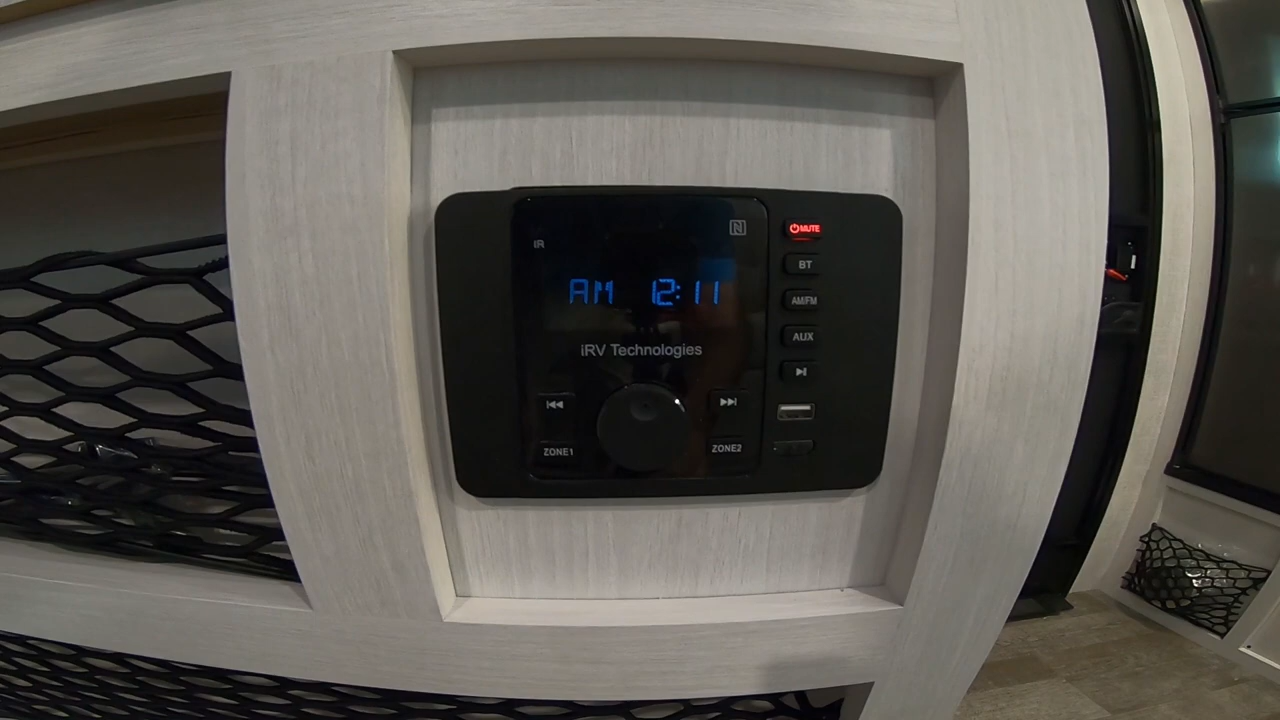 IR
AM 12:11
iRV Technologies
ZONE1
ZONE2
MUTE
BT
AM/FM
AUX